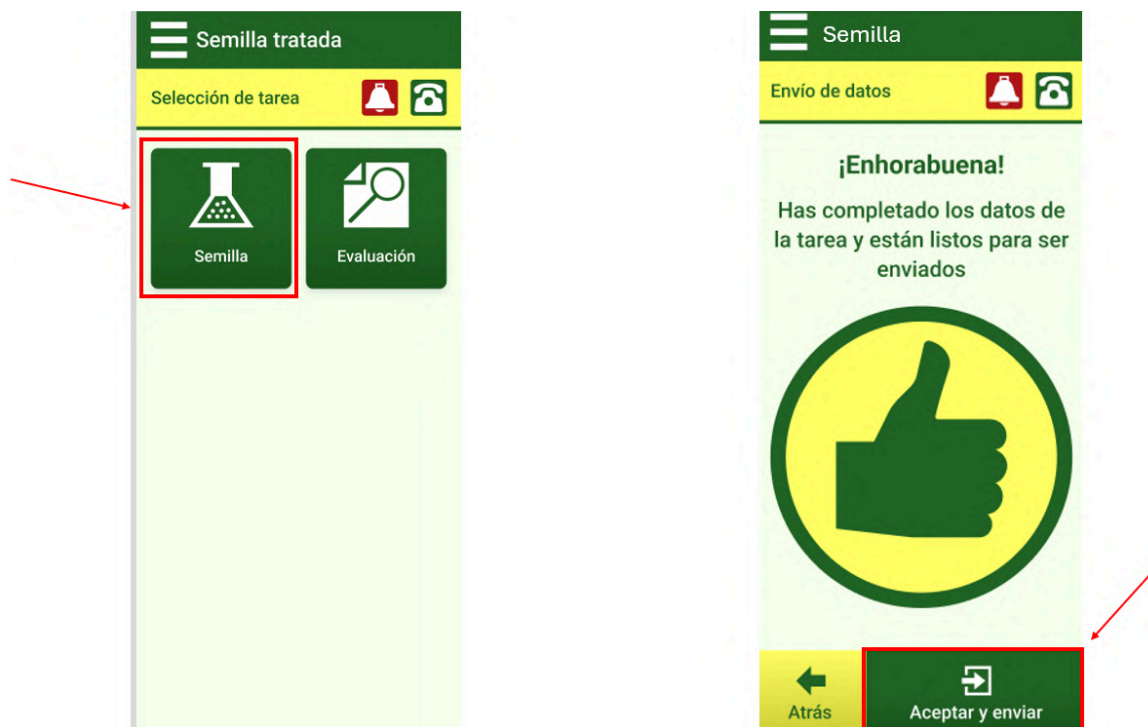 Semilla tratada
Selección de tarea
Semilla
Evaluación
Semilla
Envío de datos
¡Enhorabuena!
Has completado los datos de
la tarea y están listos para ser
enviados
Atrás
Aceptar y enviar